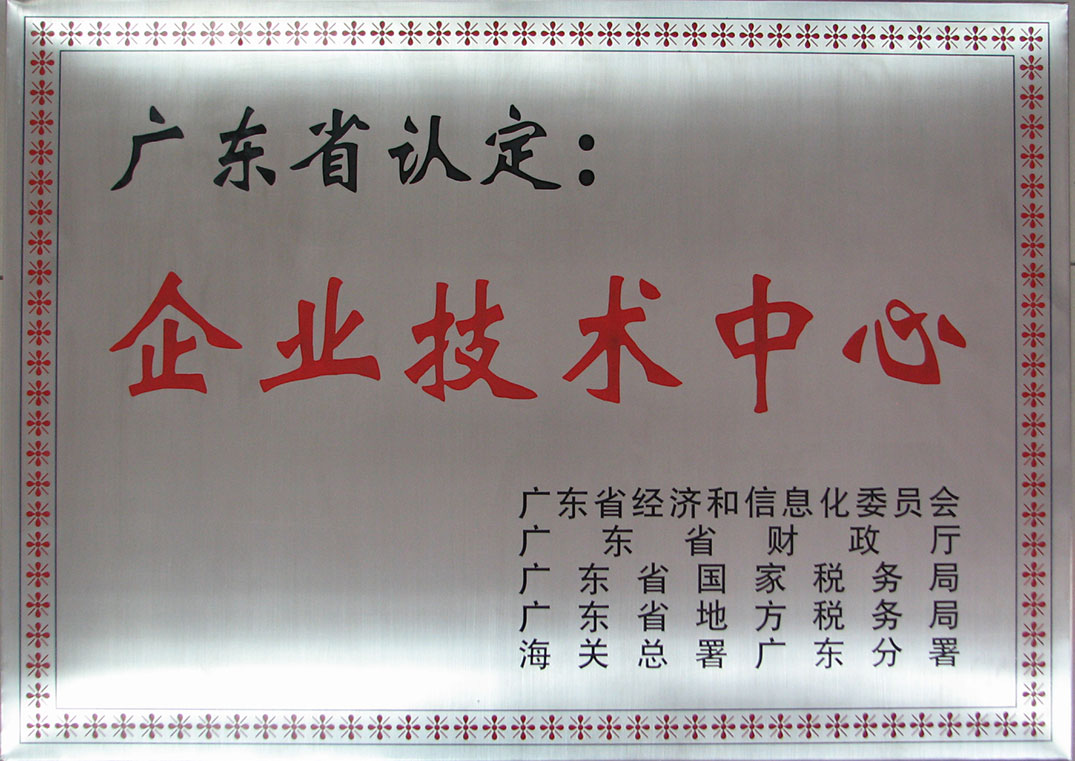 广东省认定：
企业技术中心
广东省经济和信息化委员会
广东省财政厅
广东省国家税务局
广东省地方税务局
海关总署广东分署